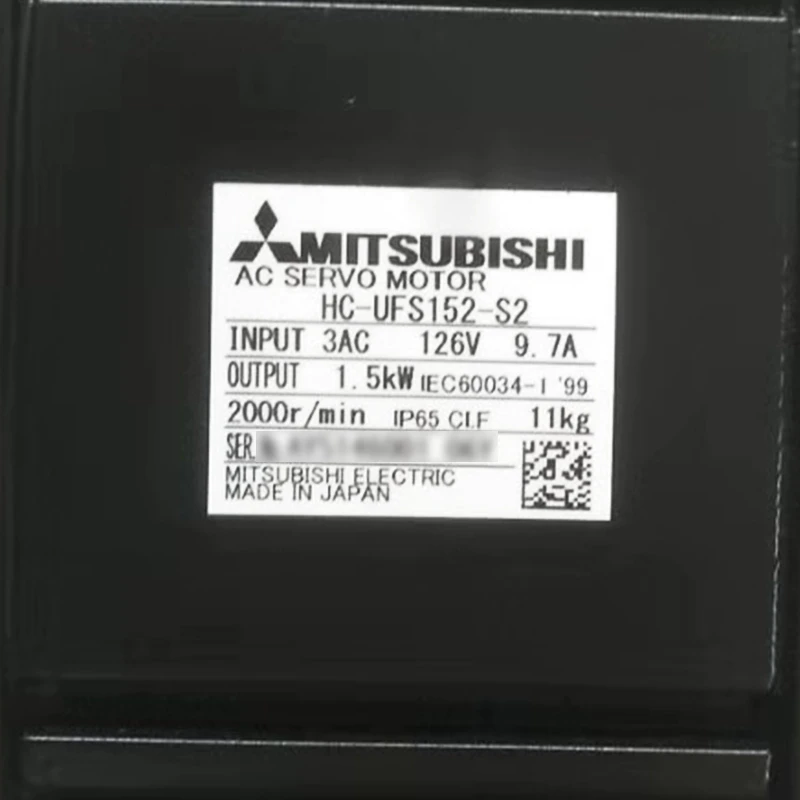 MITSUBISHI
AC SERVO MOTOR
HC-UFS152-S2
INPUT 3AC 126V 9.7A
OUTPUT 1.5kW IEC60034-1 '99
2000r/min IP65 CI.F 11kg
SER.
MITSUBISHI ELECTRIC
MADE IN JAPAN